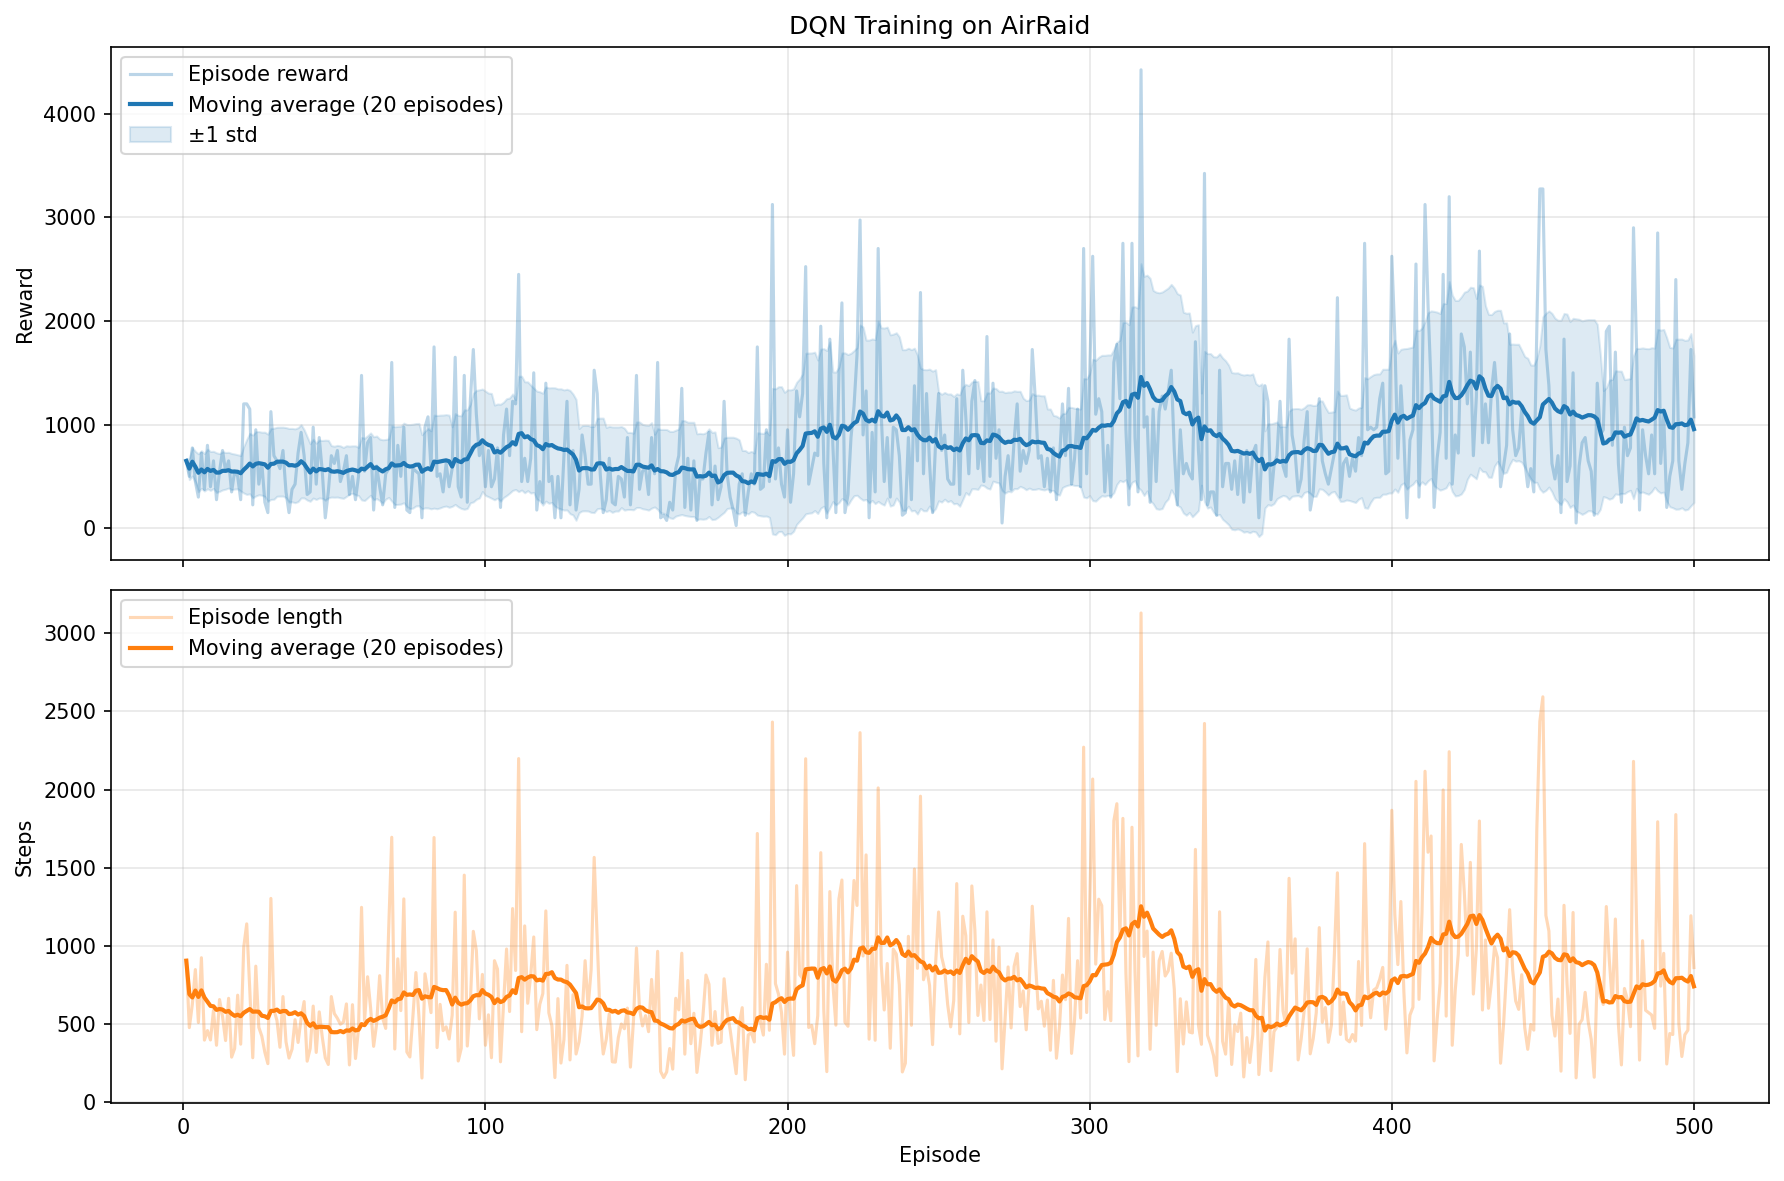 DQN Training on AirRaid
Episode reward
Moving average (20 episodes)
±1 std
4000
3000
2000
1000
0
Reward
Episode length
Moving average (20 episodes)
3000
2500
2000
1500
1000
500
0
Steps
0 100 200 300 400 500
Episode